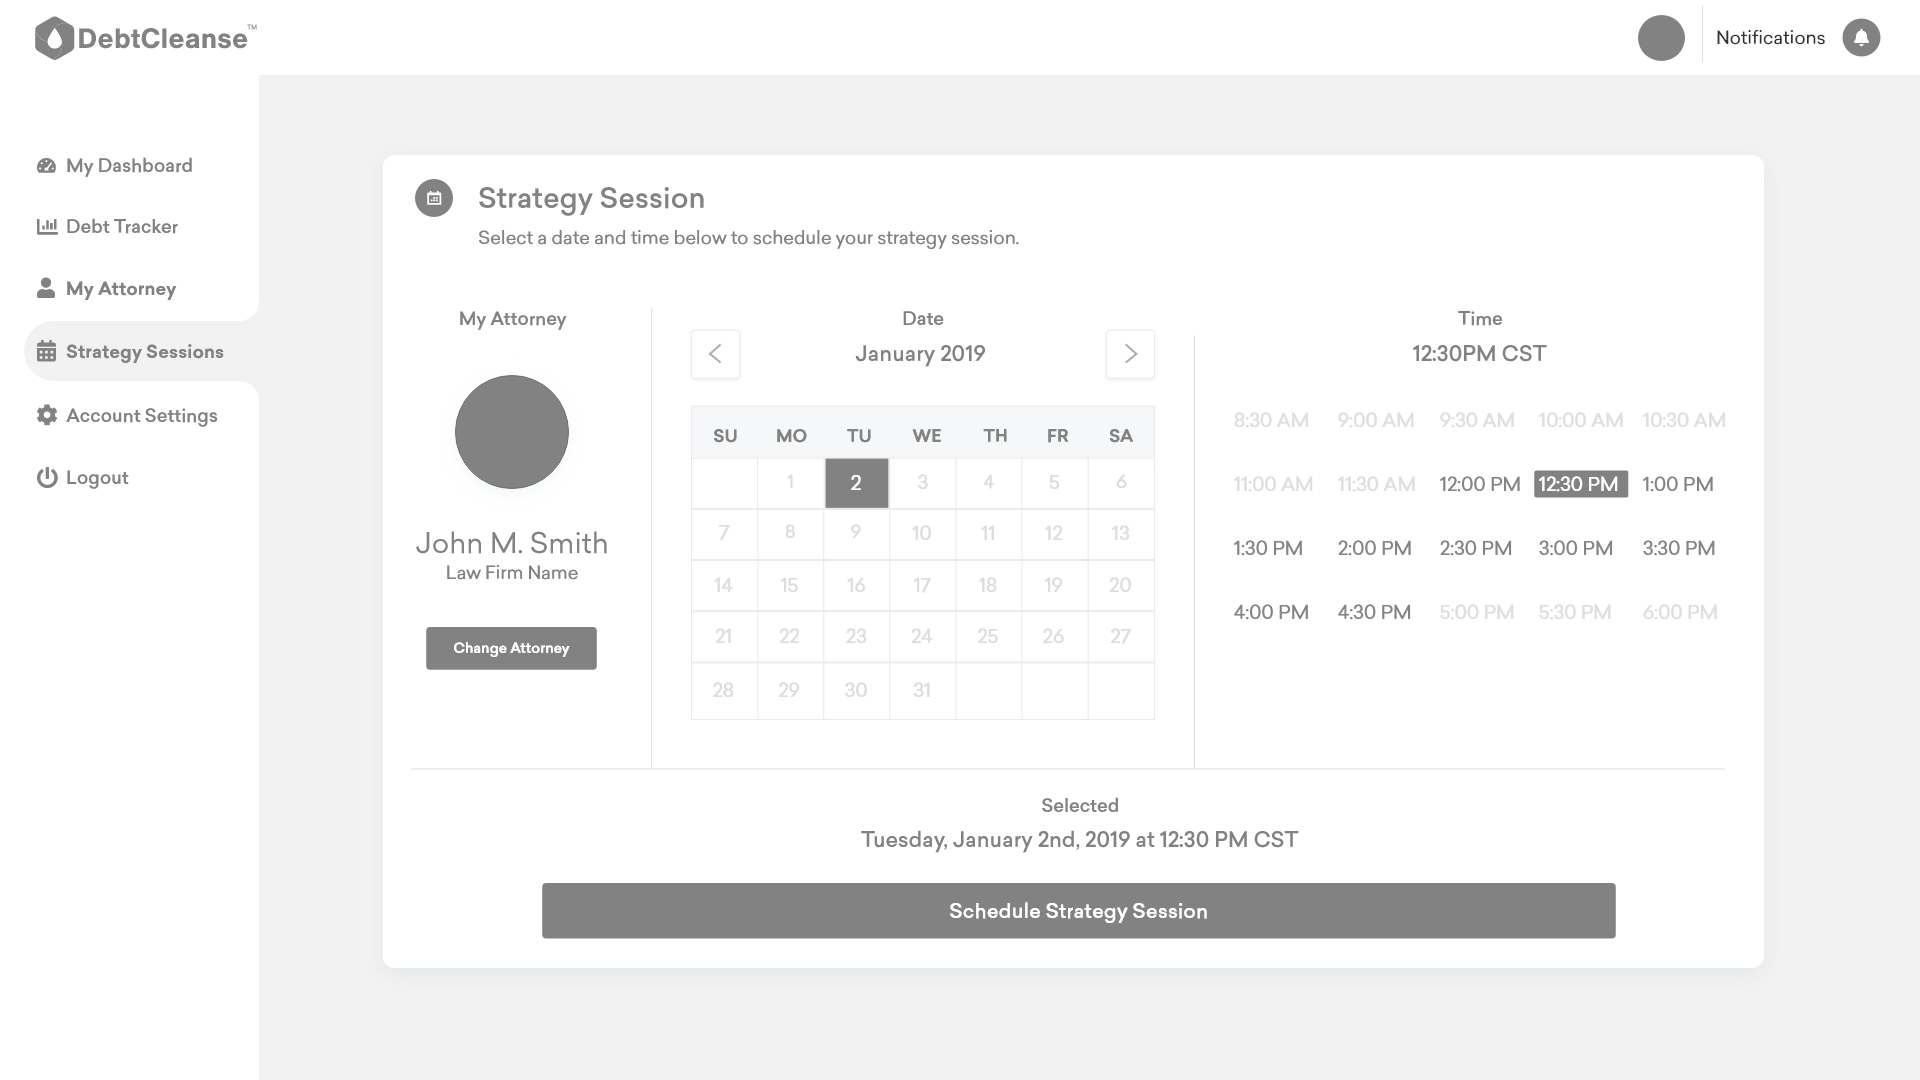 DebtCleanse™
Notifications
My Dashboard
Debt Tracker
My Attorney
Strategy Sessions
Account Settings
Logout
Strategy Session
Select a date and time below to schedule your strategy session.
My Attorney
John M. Smith
Law Firm Name
Change Attorney
Date
January 2019
SU MO TU WE TH FR SA
1 2 3 4 5 6
7 8 9 10 11 12 13
14 15 16 17 18 19 20
21 22 23 24 25 26 27
28 29 30 31
Time
12:30PM CST
8:30 AM 9:00 AM 9:30 AM 10:00 AM 10:30 AM
11:00 AM 11:30 AM 12:00 PM 12:30 PM 1:00 PM
1:30 PM 2:00 PM 2:30 PM 3:00 PM 3:30 PM
4:00 PM 4:30 PM 5:00 PM 5:30 PM 6:00 PM
Selected
Tuesday, January 2nd, 2019 at 12:30 PM CST
Schedule Strategy Session